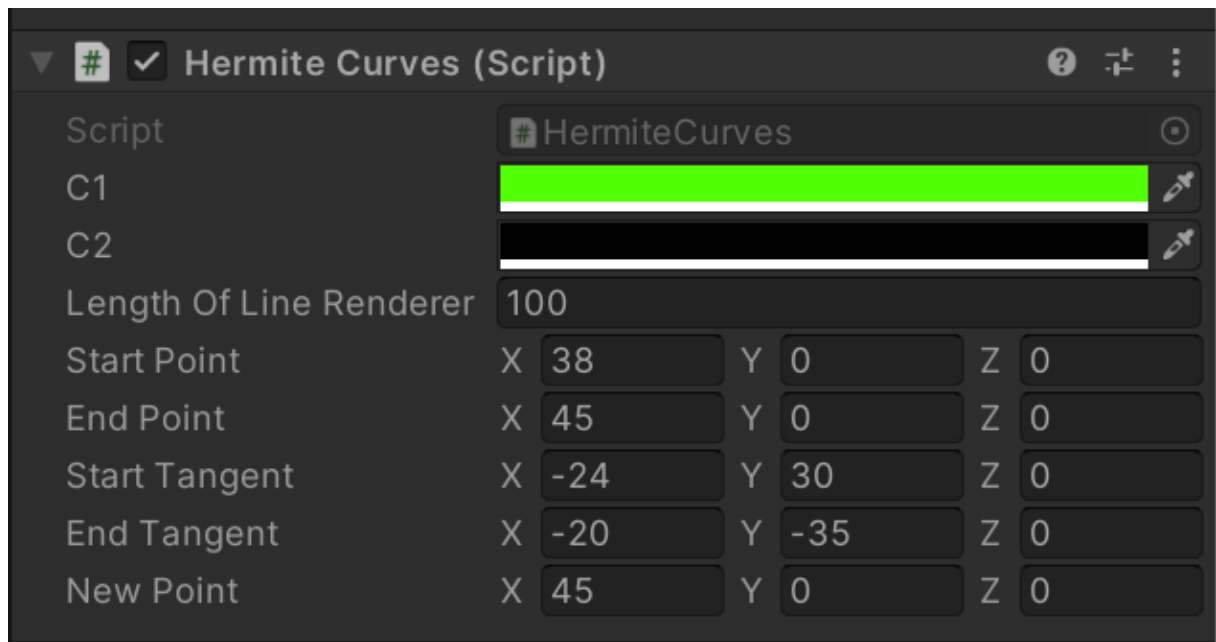 # Hermite Curves (Script) ?
Script # HermiteCurves
C1
C2
Length Of Line Renderer 100
Start Point X 38 Y 0 Z 0
End Point X 45 Y 0 Z 0
Start Tangent X -24 Y 30 Z 0
End Tangent X -20 Y -35 Z 0
New Point X 45 Y 0 Z 0